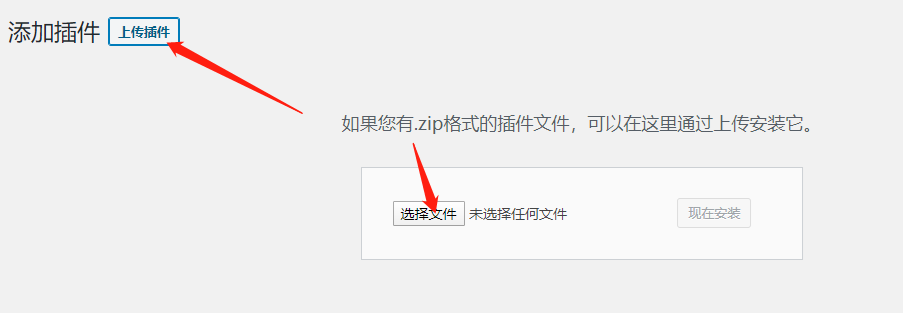 添加插件 上传插件
如果您有.zip格式的插件文件，可以在这里通过上传安装它。
选择文件 未选择任何文件 现在安装